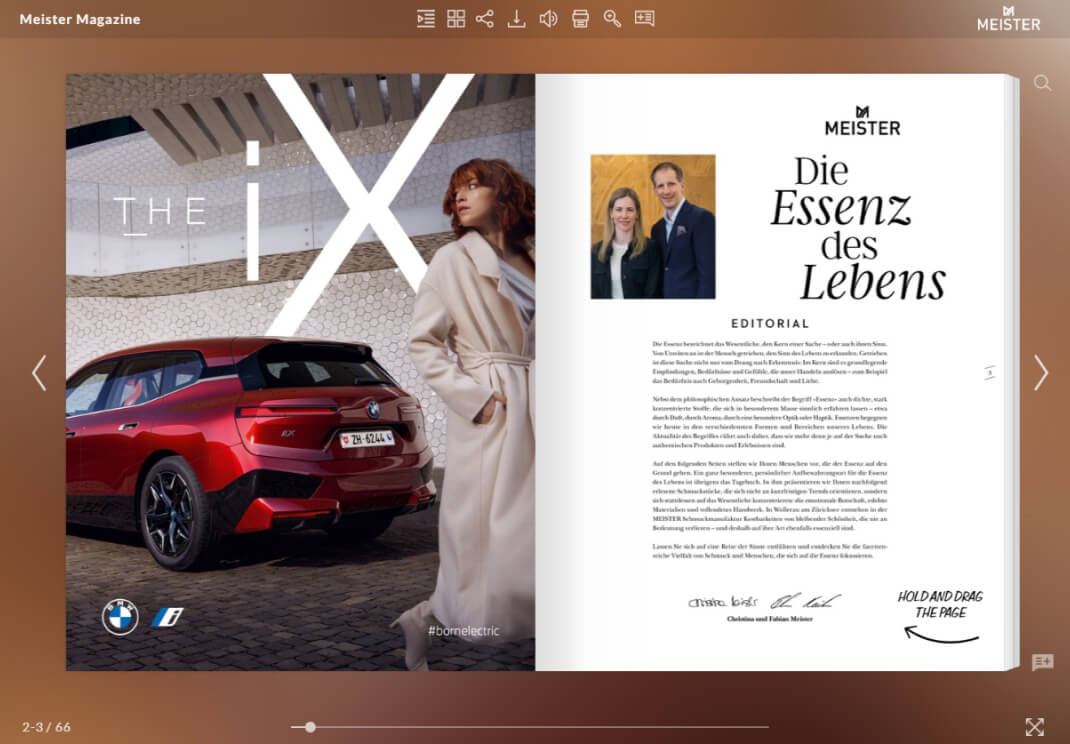 Meister Magazine
MEISTER
THE iX
iX
ZH·6244
BMW
i
#bornelectric
MEISTER
Die
Essenz
des
Lebens
EDITORIAL
Die Essenz bezeichnet das Wesentliche, den Kern einer Sache – oder auch ihren Sinn.
Von Urzeiten an ist der Mensch getrieben, den Sinn des Lebens zu erkunden. Getrieben
ist diese Suche nicht nur vom Drang nach Erkenntnis: Im Kern sind es grundlegende
Empfindungen, Bedürfnisse und Gefühle, die unser Handeln auslösen – zum Beispiel
das Bedürfnis nach Geborgenheit, Freundschaft und Liebe.
Nebst dem philosophischen Ansatz beschreibt der Begriff «Essenz» auch dichte, stark
konzentrierte Stoffe, die sich in besonderem Masse sinnlich erfahren lassen – etwa
durch Duft, durch Aroma, durch eine besondere Optik oder Haptik. Essenzen begegnen
wir heute in den verschiedensten Formen und Bereichen unseres Lebens. Die
Aktualität des Begriffes rührt auch daher, dass wir mehr denn je auf der Suche nach
authentischen Produkten und Erlebnissen sind.
Auf den folgenden Seiten stellen wir Ihnen Menschen vor, die der Essenz auf den
Grund gehen. Ein ganz besonderer, persönlicher Aufbewahrungsort für die Essenz
des Lebens ist übrigens das Tagebuch. In ihm präsentieren wir Ihnen nachfolgend
erlesene Schmuckstücke, die sich nicht an kurzfristigen Trends orientieren, sondern
sich stattdessen auf das Wesentliche konzentrieren: die emotionale Botschaft, edelste
Materialien und vollendetes Handwerk. In Wollerau am Zürichsee entstehen in der
MEISTER Schmuckmanufaktur Kostbarkeiten von bleibender Schönheit, die nie an
Bedeutung verlieren – und deshalb auf ihre Art ebenfalls essenziell sind.
Lassen Sie sich auf eine Reise der Sinne entführen und entdecken Sie die facetten-
reiche Vielfalt von Schmuck und Menschen, die sich auf die Essenz fokussieren.
Christina und Fabian Meister
3
HOLD AND DRAG
THE PAGE
2-3 / 66